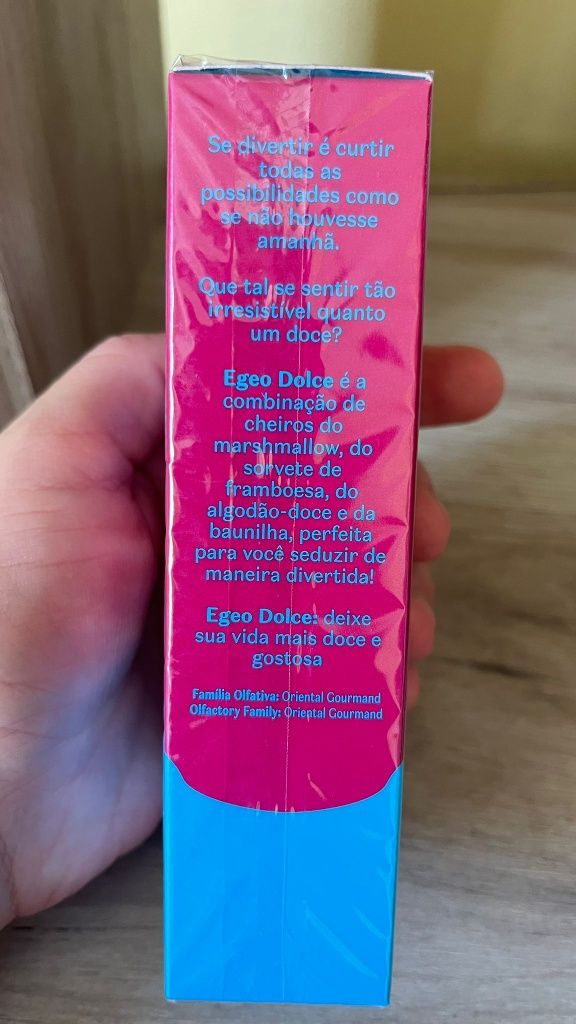 Se divertir é curtir
todas as
possibilidades como
se não houvesse
amanhã.
Que tal se sentir tão
irresistível quanto
um doce?
Egeo Dolce é a
combinação de
cheiros do
marshmallow, do
sorvete de
framboesa, do
algodão-doce e da
baunilha, perfeita
para você seduzir de
maneira divertida!
Egeo Dolce: deixe
sua vida mais doce e
gostosa
Família Olfativa: Oriental Gourmand
Olfactory Family: Oriental Gourmand